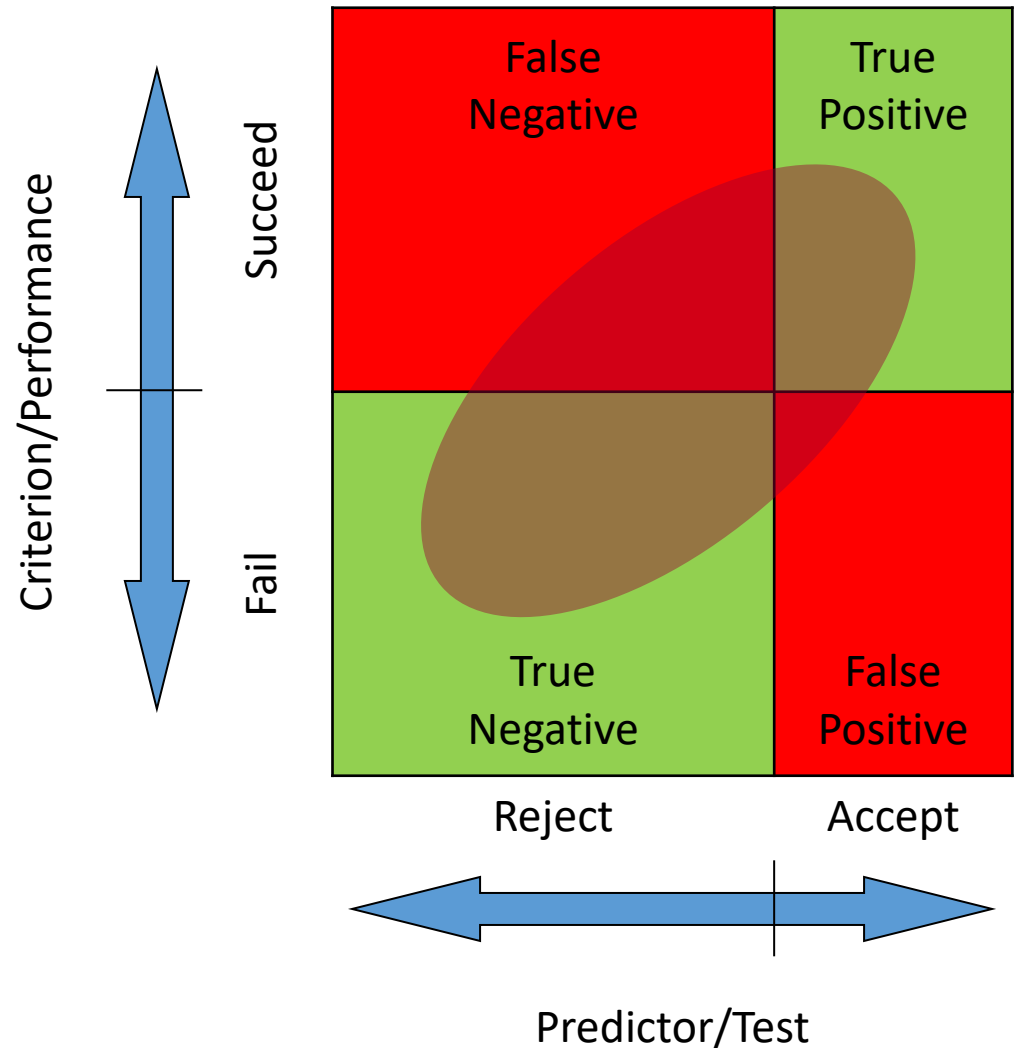 False
Negative
True
Positive
Criterion/Performance
Succeed
Fail
True
Negative
False
Positive
Reject
Accept
Predictor/Test